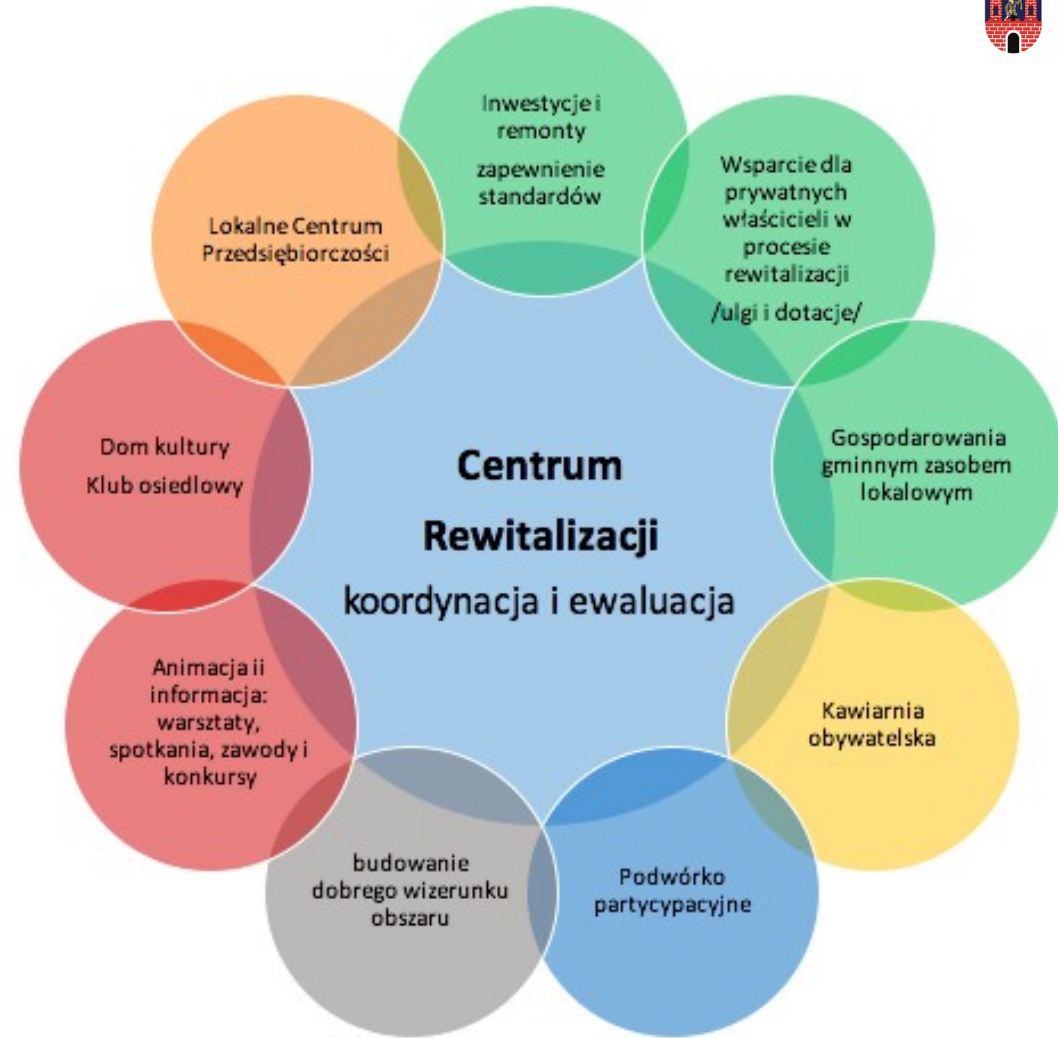 Inwestycje i
remonty
zapewnienie
standardów
Wsparcie dla
prywatnych
właścicieli w
procesie
rewitalizacji
/ulgi i dotacje/
Gospodarowania
gminnym zasobem
lokalowym
Kawiarnia
obywatelska
Podwórko
partycypacyjne
budowanie
dobrego wizerunku
obszaru
Animacja ii
informacja:
warsztaty,
spotkania, zawody i
konkursy
Dom kultury
Klub osiedlowy
Lokalne Centrum
Przedsiębiorczości
Centrum
Rewitalizacji
koordynacja i ewaluacja